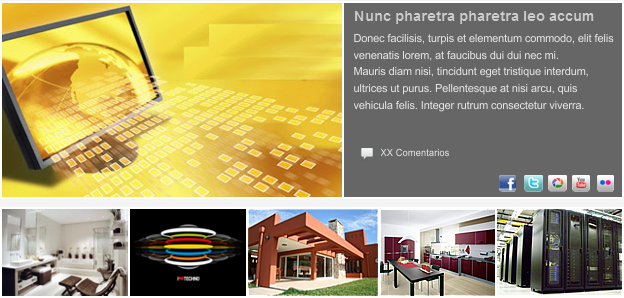 Nunc pharetra pharetra leo accum
Donec facilisis, turpis et elementum commodo, elit felis
venenatis lorem, at faucibus dui dui nec mi.
Mauris diam nisi, tincidunt eget tristique interdum,
ultrices ut purus. Pellentesque at nisi arcu, quis
vehicula felis. Integer rutrum consectetur viverra.
XX Comentarios
You
Tube
I ♥ TECHNO